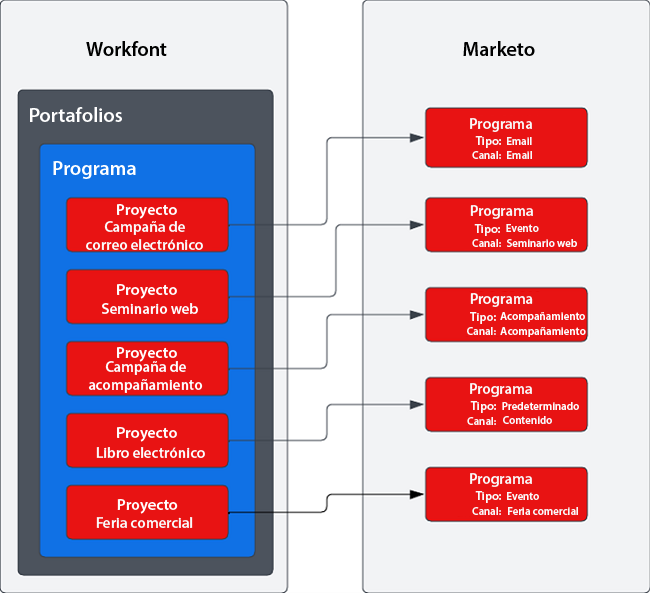 Workfont
Portafolios
Programa
Proyecto
Campaña de
correo electrónico
Proyecto
Seminario web
Proyecto
Campaña de
acompañamiento
Proyecto
Libro electrónico
Proyecto
Feria comercial
Marketo
Programa
Tipo: Email
Canal: Email
Programa
Tipo: Evento
Canal: Seminario web
Programa
Tipo: Acompañamiento
Canal: Acompañamiento
Programa
Tipo: Predeterminado
Canal: Contenido
Programa
Tipo: Evento
Canal: Feria comercial